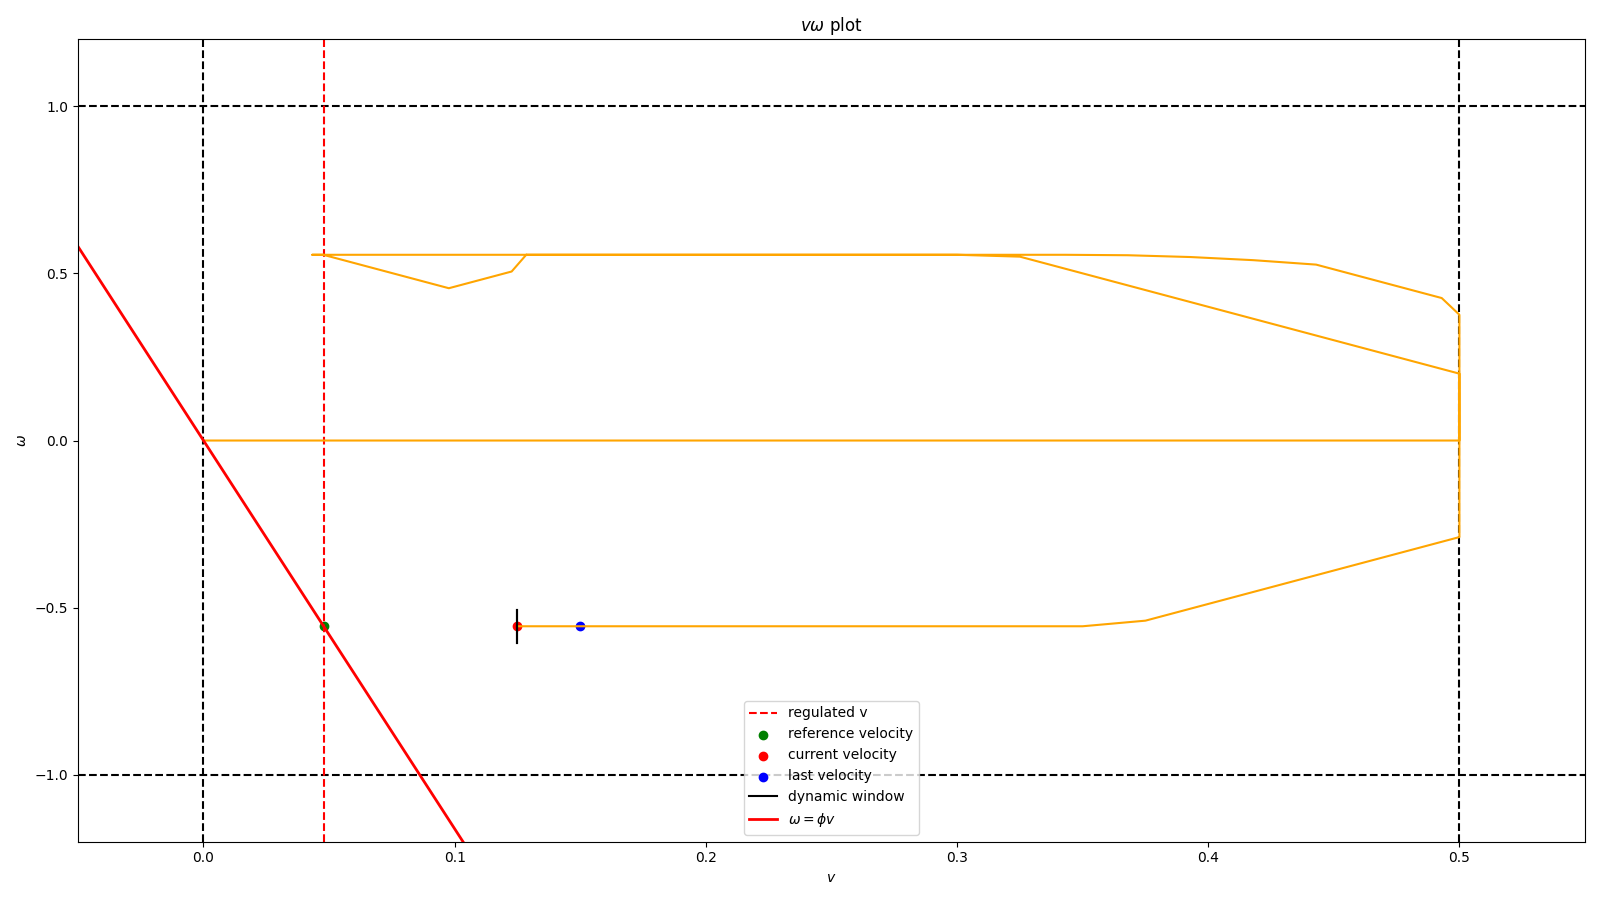 vω plot
1.0
0.5
0.0
−0.5
−1.0
ω
0.0
0.1
0.2
0.3
0.4
0.5
v
regulated v
reference velocity
current velocity
last velocity
dynamic window
ω = ϕv